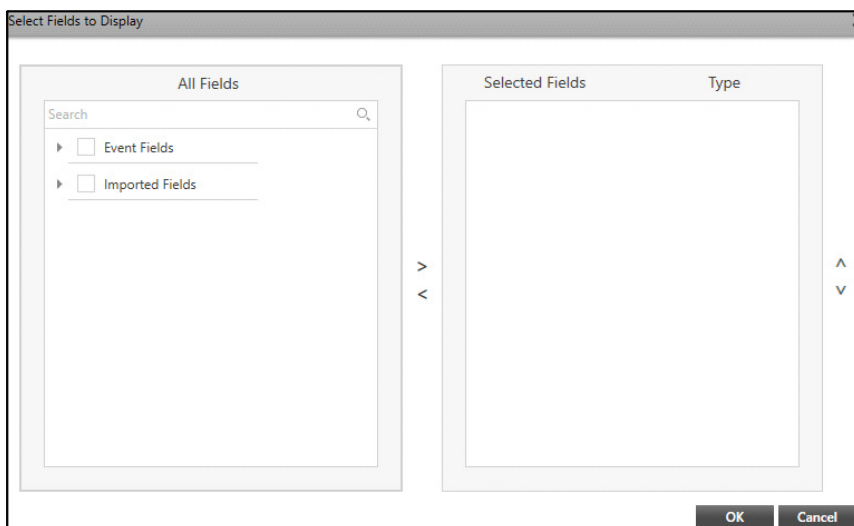 Select Fields to Display
All Fields
Search
Event Fields
Imported Fields
>
<
Selected Fields Type
OK Cancel